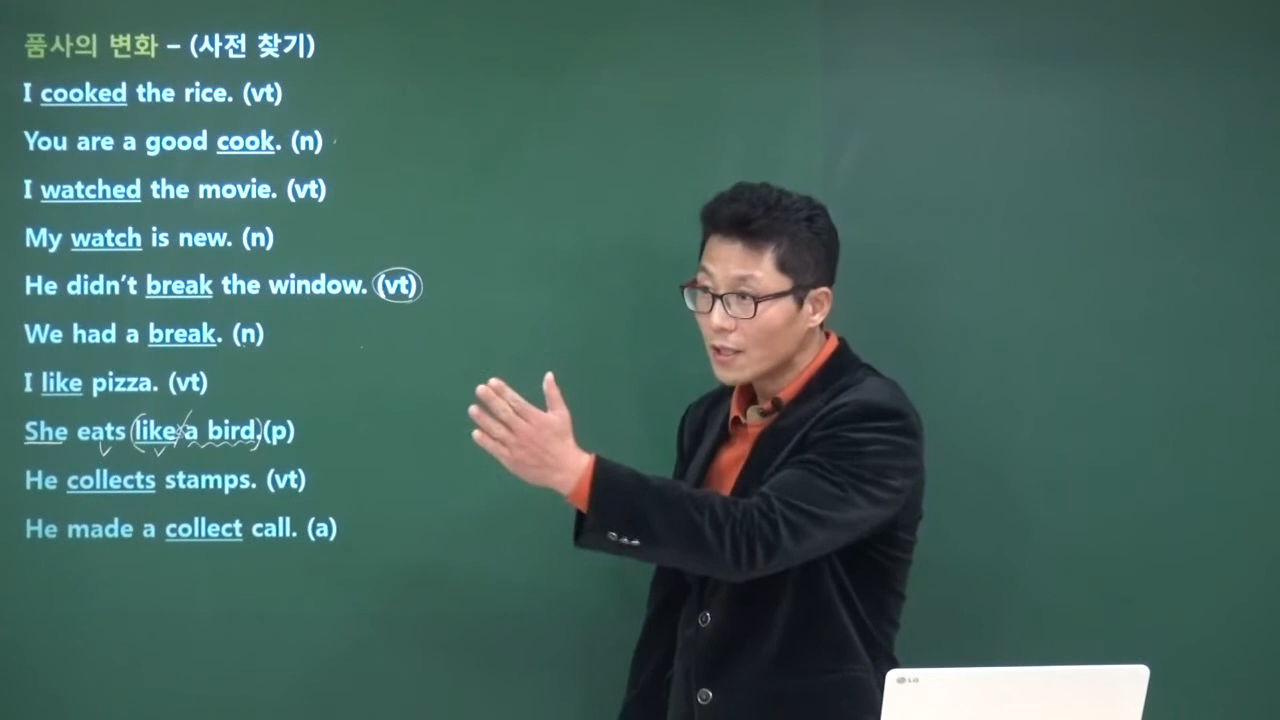 품사의 변화 – (사전 찾기)
I cooked the rice. (vt)
You are a good cook. (n)
I watched the movie. (vt)
My watch is new. (n)
He didn't break the window. (vt)
We had a break. (n)
I like pizza. (vt)
She eats (like a bird.)(p)
He collects stamps. (vt)
He made a collect call. (a)
LG